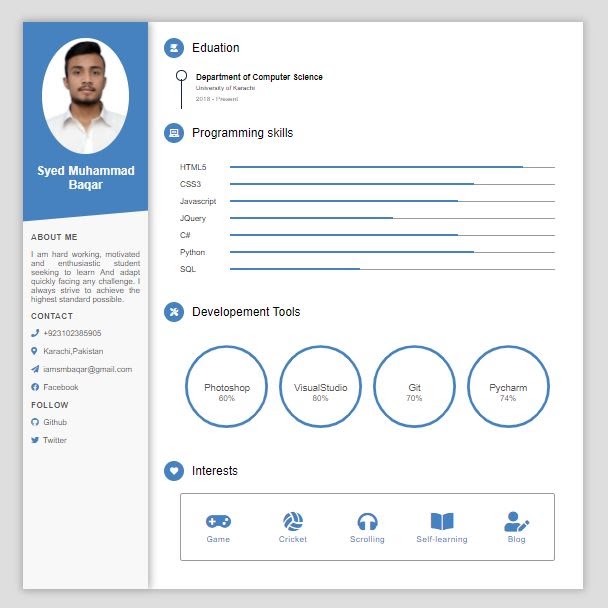 Syed Muhammad
Baqar
ABOUT ME
I am hard working, motivated
and enthusiastic student
seeking to learn And adapt
quickly facing any challenge. I
always strive to achieve the
highest standard possible.
CONTACT
+923102385905
Karachi,Pakistan
iamsmbaqar@gmail.com
Facebook
FOLLOW
Github
Twitter
Eduation
Department of Computer Science
University of Karachi
2018 - Present
Programming skills
HTML5
CSS3
Javascript
JQuery
C#
Python
SQL
Developement Tools
Photoshop
60%
VisualStudio
80%
Git
70%
Pycharm
74%
Interests
Game
Cricket
Scrolling
Self-learning
Blog